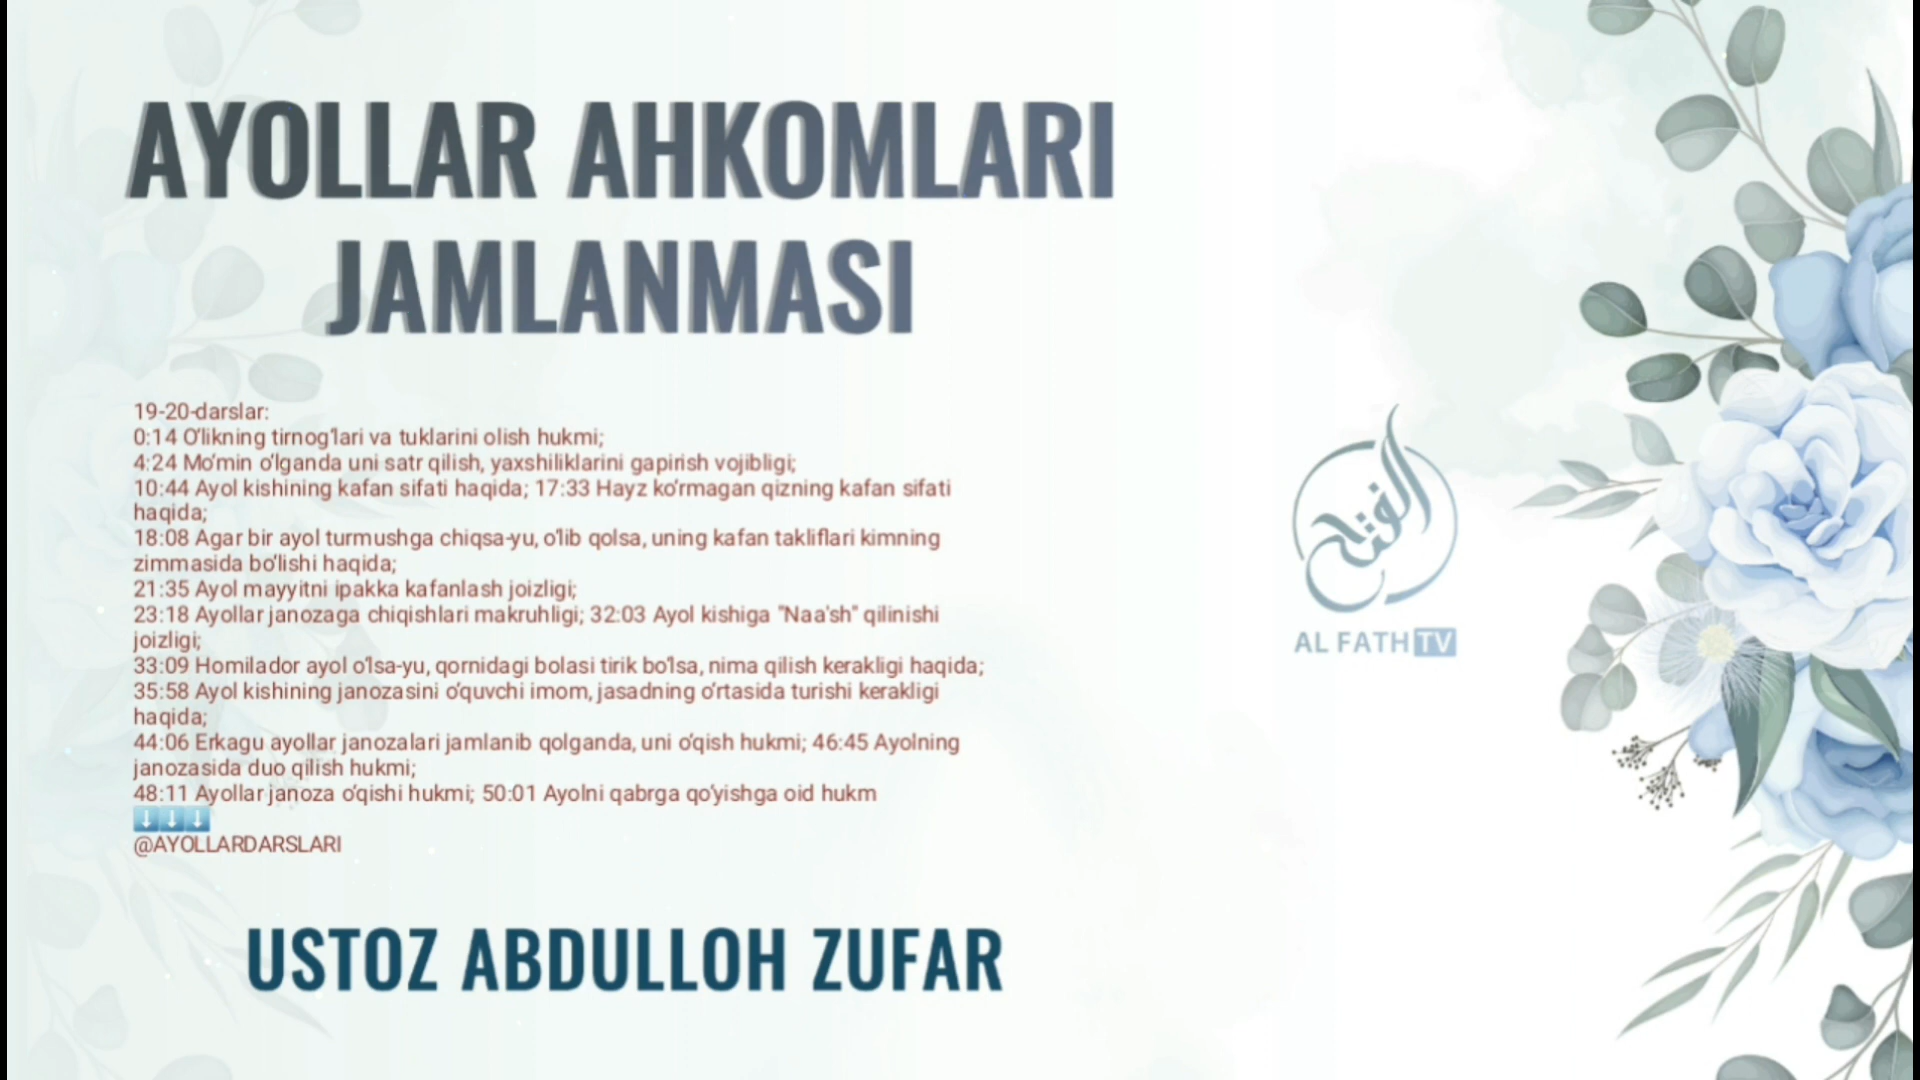 AYOLLAR AHKOMLARI
JAMLANMASI
19-20-darslar:
0:14 O‘likning tirnog‘lari va tuklarini olish hukmi;
4:24 Mo‘min o‘lganda uni satr qilish, yaxshiliklarini gapirish vojibligi;
10:44 Ayol kishining kafan sifati haqida; 17:33 Hayz ko‘rmagan qizning kafan sifati
haqida;
18:08 Agar bir ayol turmushga chiqsa-yu, o‘lib qolsa, uning kafan takliflari kimning
zimmasida bo‘lishi haqida;
21:35 Ayol mayyitni ipakka kafanlash joizligi;
23:18 Ayollar janozaga chiqishlari makruhligi; 32:03 Ayol kishiga "Naa'sh" qilinishi
joizligi;
33:09 Homilador ayol o‘lsa-yu, qornidagi bolasi tirik bo‘lsa, nima qilish kerakligi haqida;
35:58 Ayol kishining janozasini o‘quvchi imom, jasadning o‘rtasida turishi kerakligi
haqida;
44:06 Erkagu ayollar janozalari jamlanib qolganda, uni o‘qish hukmi; 46:45 Ayolning
janozasida duo qilish hukmi;
48:11 Ayollar janoza o‘qishi hukmi; 50:01 Ayolni qabrga qo‘yishga oid hukm
⬇️⬇️⬇️
@AYOLLARDARSLARI
USTOZ ABDULLOH ZUFAR
الفتح
AL FATH TV